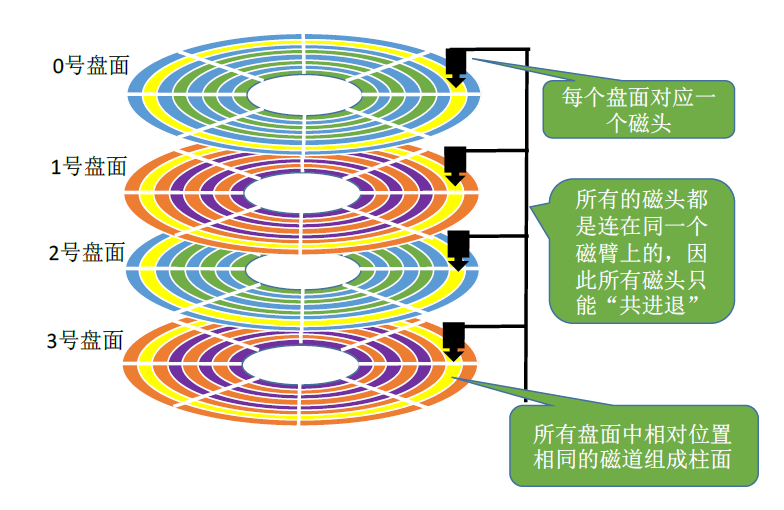 0号盘面
每个盘面对应一
个磁头
1号盘面
所有的磁头都
是连在同一个
磁臂上的，因
此所有磁头只
能“共进退”
2号盘面
3号盘面
所有盘面中相对位置
相同的磁道组成柱面